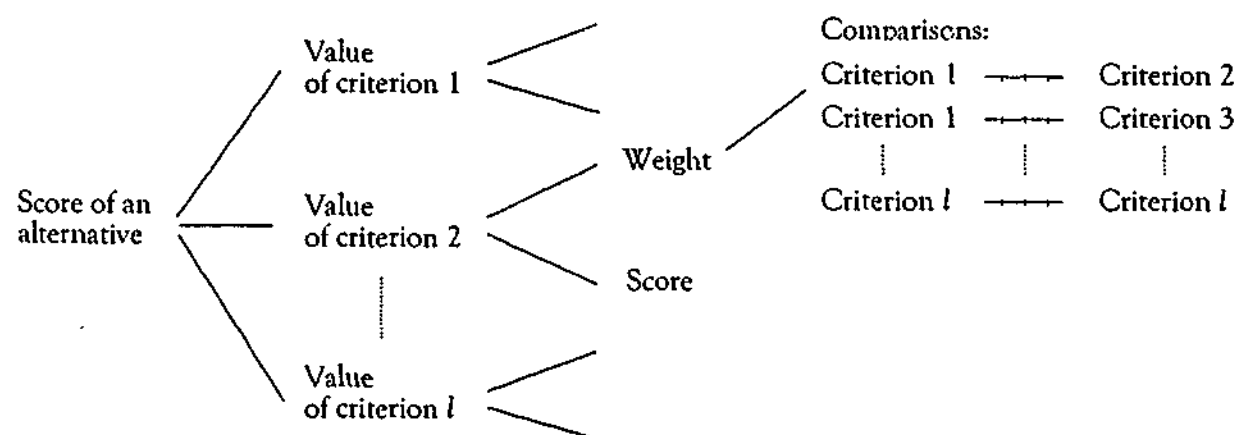 Comparisons:
Value
of criterion 1
Criterion 1
Criterion 2
Criterion 1
Criterion 3
Weight
Score of an
alternative
Value
of criterion 2
Criterion l
Criterion l
Score
Value
of criterion l